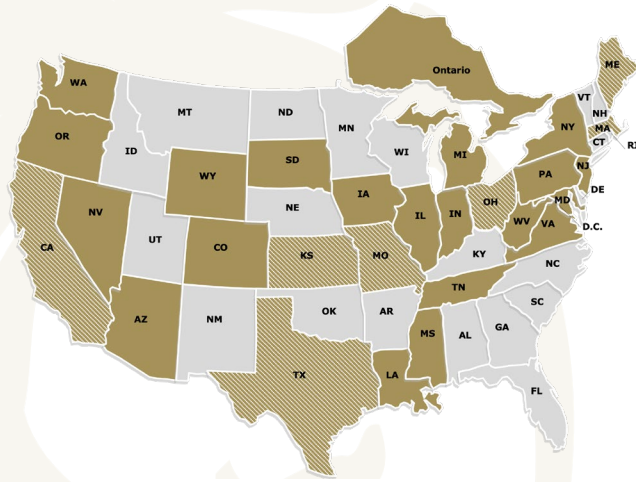 Ontario
ME
WA
VT
MT
ND
NH
MN
OR
NY
MA
ID
WI
CT
RI
SD
MI
WY
PA
NJ
IA
OH
DE
NE
MD
NV
IL
IN
WV
VA
D.C.
UT
CO
CA
KS
MO
KY
NC
TN
OK
AR
SC
AZ
NM
MS
AL
GA
TX
LA
FL